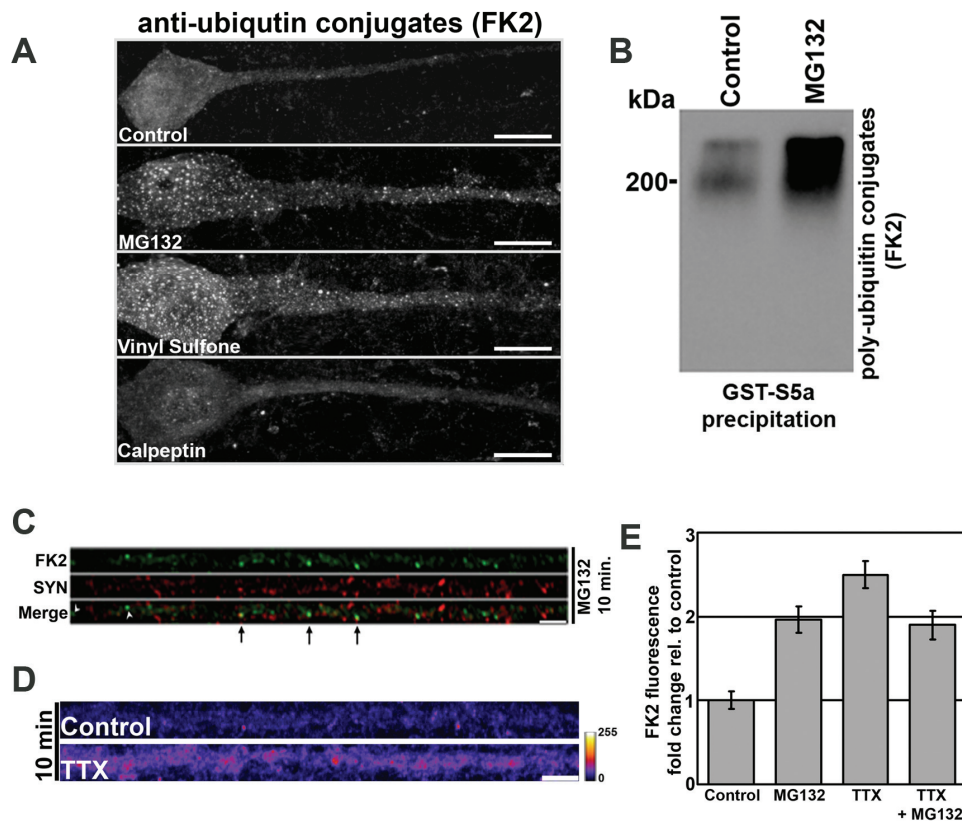 A
anti-ubiqutin conjugates (FK2)
Control
MG132
Vinyl Sulfone
Calpeptin
B
Control
MG132
kDa
200-
poly-ubiquitin conjugates
(FK2)
GST-S5a
precipitation
C
FK2
SYN
Merge
MG132
10 min.
D
10 min
Control
TTX
255
0
E
FK2 fluorescence
fold change rel. to control
3
2
1
0
Control
MG132
TTX
TTX
+ MG132